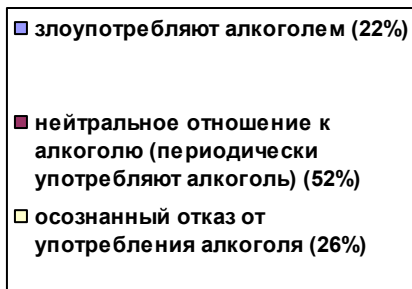 злоупотребляют алкоголем (22%)
нейтральное отношение к
алкоголю (периодически
употребляют алкоголь) (52%)
осознанный отказ от
употребления алкоголя (26%)